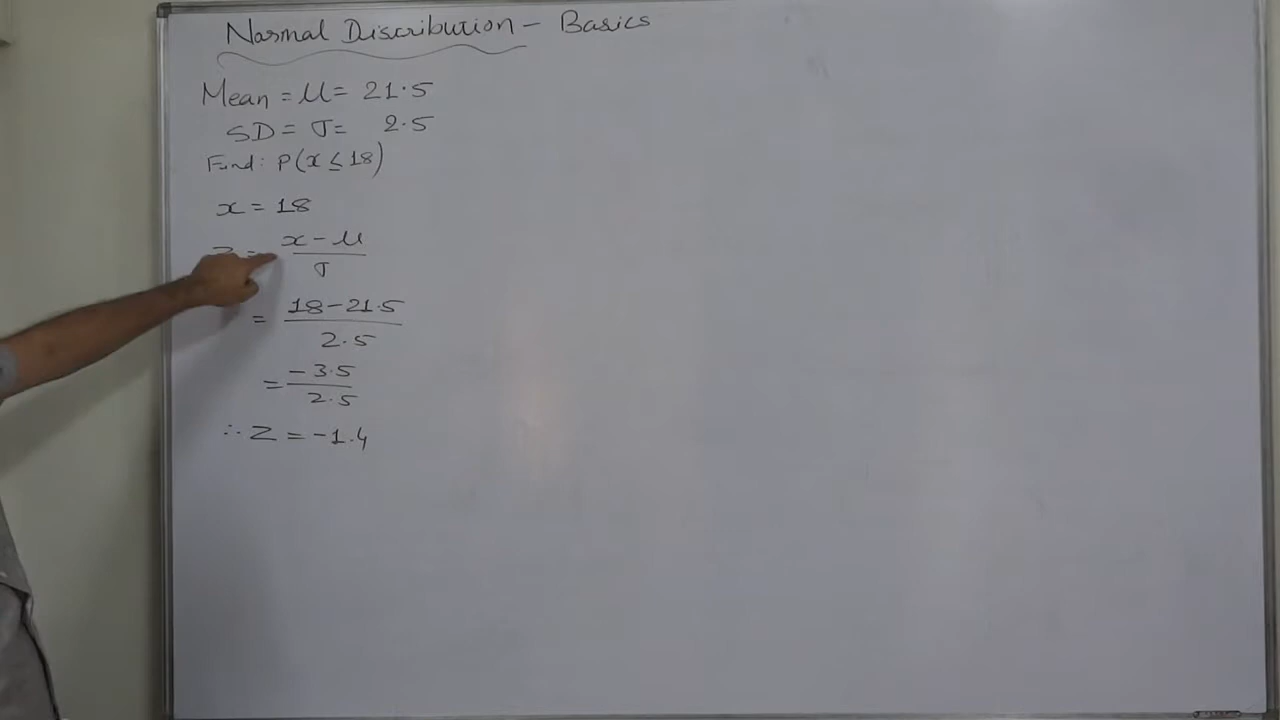 Normal Discribution - Basics
Mean = μ = 21.5
SD = σ = 2.5
Find: P(x ≤ 18)
x = 18
= x - μ / σ
= 18 - 21.5 / 2.5
= -3.5 / 2.5
∴ Z = -1.4